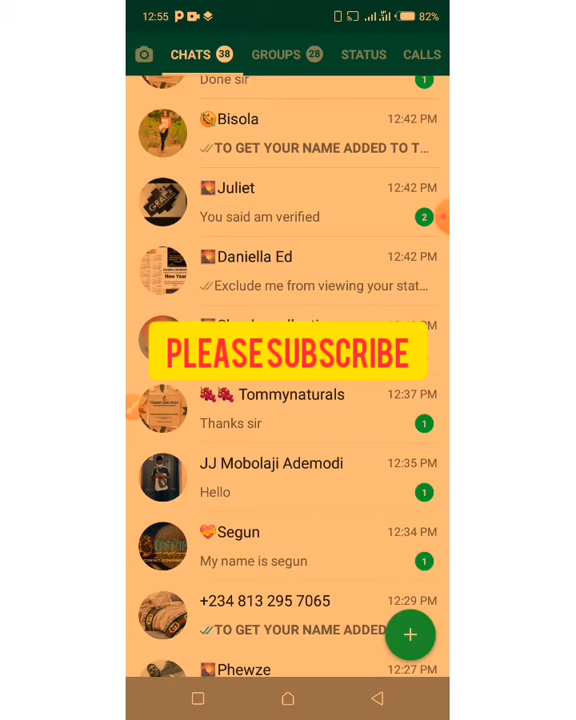 12:55
82%
CHATS 38 GROUPS 28 STATUS CALLS
Done sir 1
Bisola 12:42 PM
TO GET YOUR NAME ADDED TO T...
GRACE
Juliet 12:42 PM
You said am verified 2
Daniella Ed 12:42 PM
Exclude me from viewing your stat...
New Year
PLEASE SUBSCRIBE
Tommynaturals 12:37 PM
Thanks sir 1
JJ Mobolaji Ademodi 12:35 PM
Hello 1
Segun 12:34 PM
My name is segun 1
+234 813 295 7065 12:29 PM
TO GET YOUR NAME ADDED
Phewze 12:27 PM